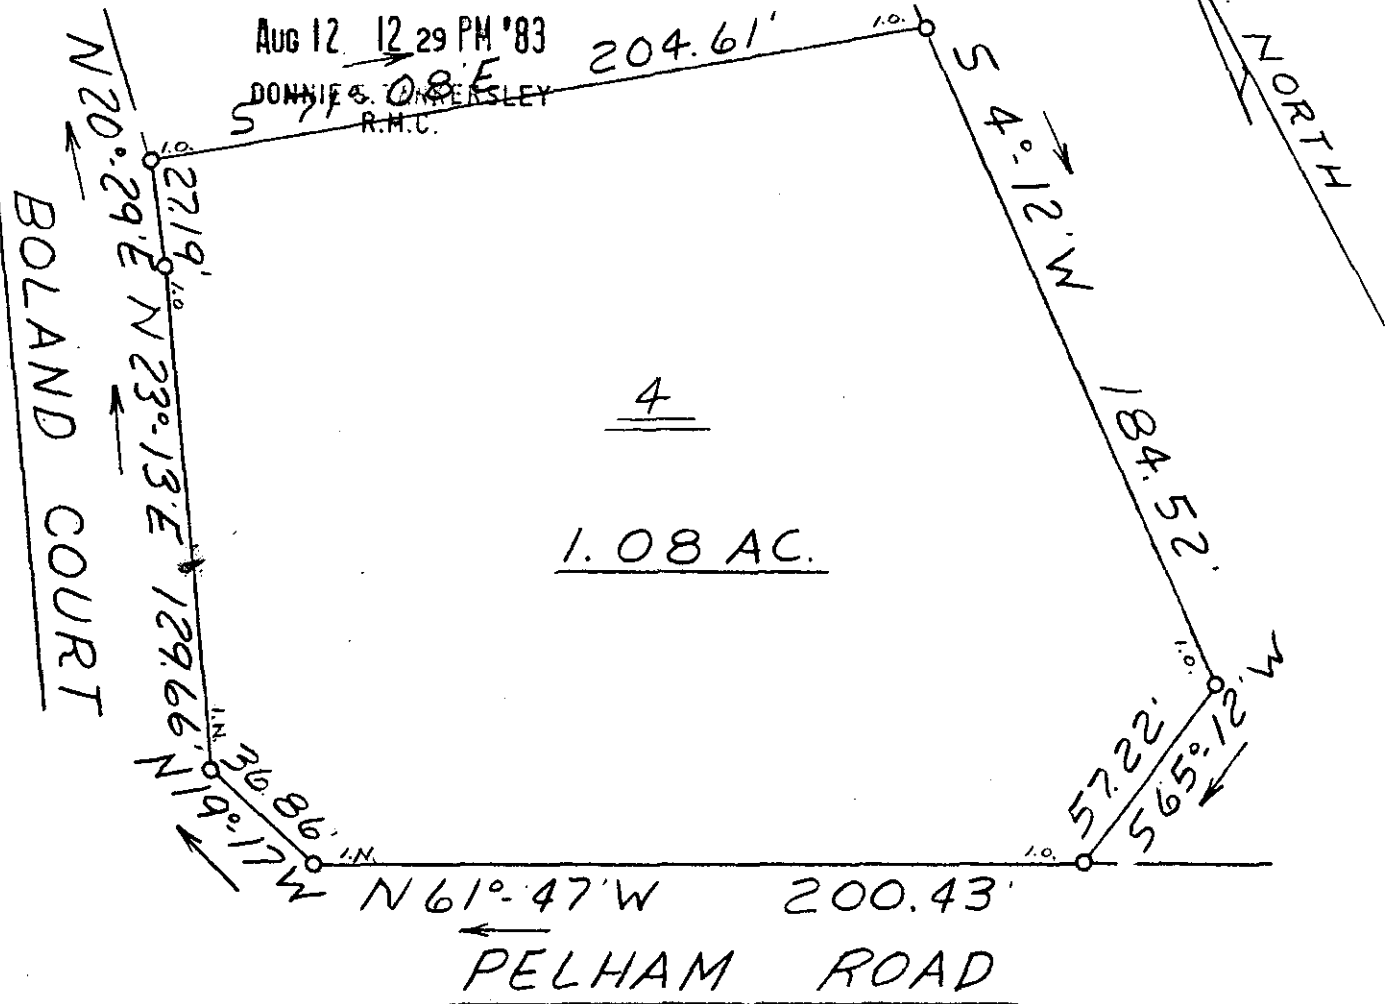 Aug 12 12 29 PM '83
DONNIE S. TANKERSLEY
R.M.C.
S 71° 08' E 204.61'
I.O.
S 4°-12' W 184.52'
NORTH
I.O.
N 20°-29' E 27.19'
I.O.
I.O.
N 23°-13' E 129.66'
BOLAND COURT
4
1.08 AC.
I.N.
36.86'
N 19°-17' W
I.N.
I.O.
57.22'
S 65°-12' W
I.O.
N 61°-47' W 200.43'
PELHAM ROAD